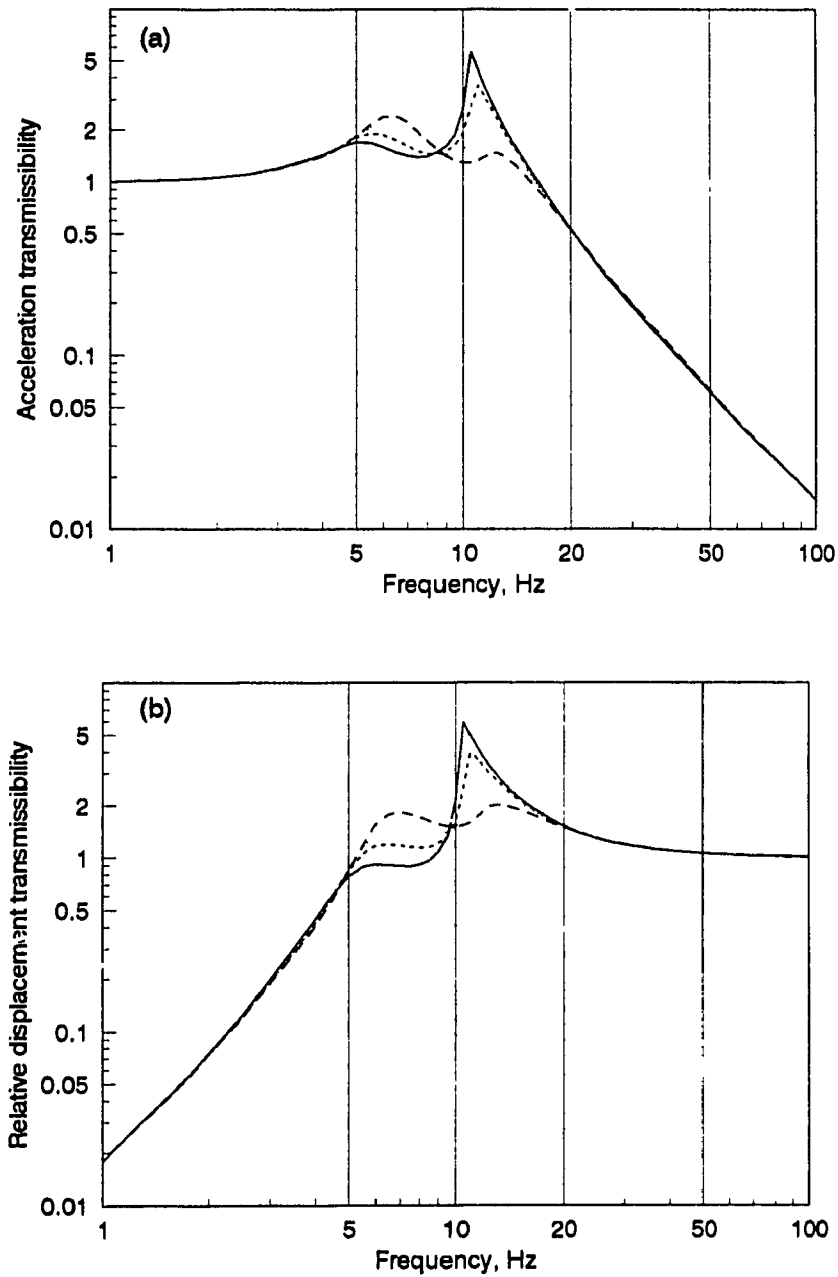 (a)
5
2
1
0.5
0.1
0.05
0.01
Acceleration transmissibility
1 5 10 20 50 100
Frequency, Hz
(b)
5
2
1
0.5
0.1
0.05
0.01
Relative displacement transmissibility
1 5 10 20 50 100
Frequency, Hz